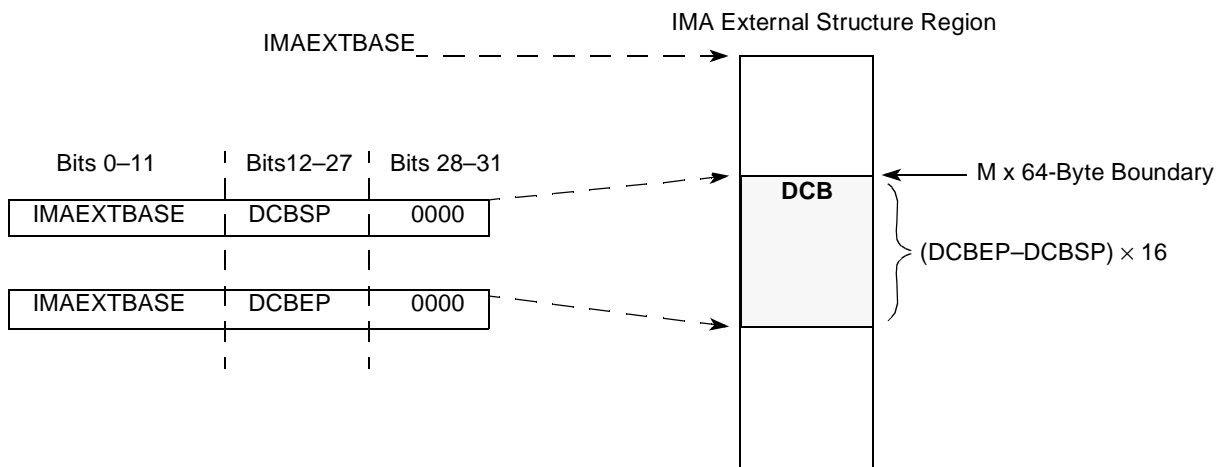 IMA External Structure Region
IMAEXTBASE
Bits 0–11 Bits12–27 Bits 28–31
M x 64-Byte Boundary
DCB
IMAEXTBASE DCBSP 0000
(DCBEP–DCBSP) × 16
IMAEXTBASE DCBEP 0000